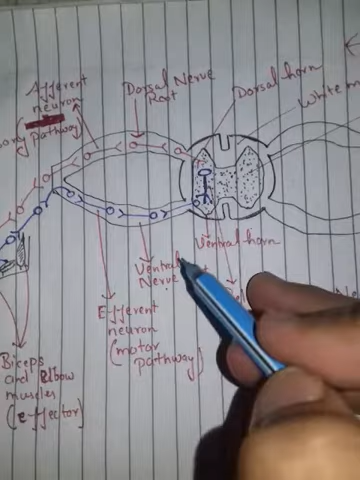 Afferent
neuron
pathway)
Dorsal Nerve
Root
Dorsal horn
White
Ventral horn
Ventral
Nerve
Efferent
neuron
(motor
pathway)
Biceps
and Elbow
muscles
(effector)